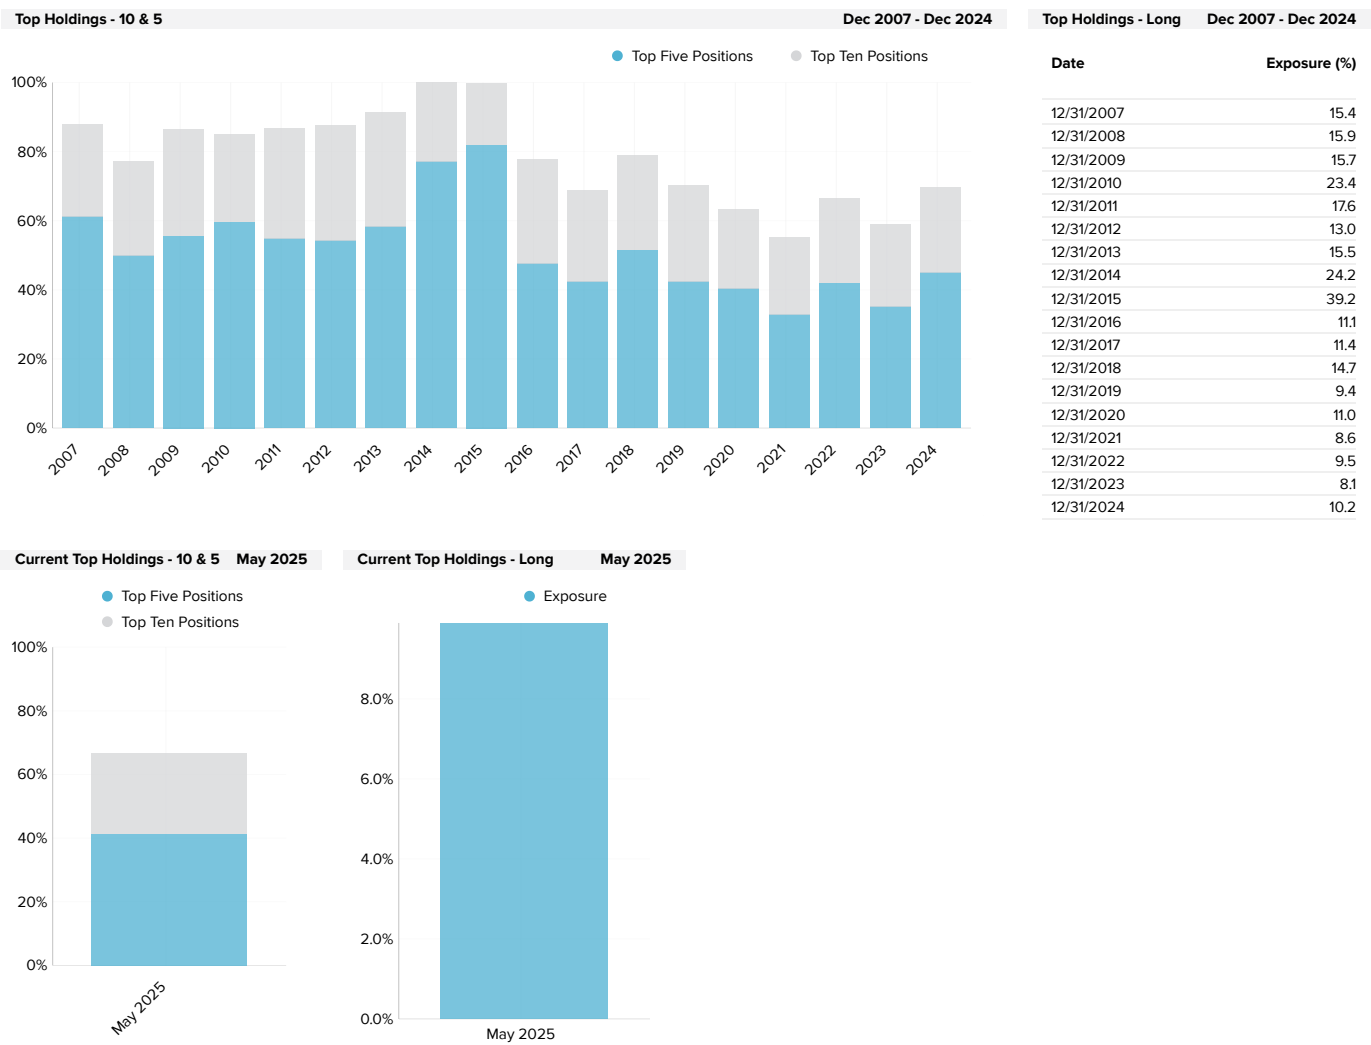 Top Holdings - 10 & 5 Dec 2007 - Dec 2024
Top Five Positions Top Ten Positions
100%
80%
60%
40%
20%
0%
2007 2008 2009 2010 2011 2012 2013 2014 2015 2016 2017 2018 2019 2020 2021 2022 2023 2024
Top Holdings - Long Dec 2007 - Dec 2024
Date Exposure (%)
12/31/2007 15.4
12/31/2008 15.9
12/31/2009 15.7
12/31/2010 23.4
12/31/2011 17.6
12/31/2012 13.0
12/31/2013 15.5
12/31/2014 24.2
12/31/2015 39.2
12/31/2016 11.1
12/31/2017 11.4
12/31/2018 14.7
12/31/2019 9.4
12/31/2020 11.0
12/31/2021 8.6
12/31/2022 9.5
12/31/2023 8.1
12/31/2024 10.2
Current Top Holdings - 10 & 5 May 2025
Top Five Positions
Top Ten Positions
100%
80%
60%
40%
20%
0%
May 2025
Current Top Holdings - Long May 2025
Exposure
8.0%
6.0%
4.0%
2.0%
0.0%
May 2025